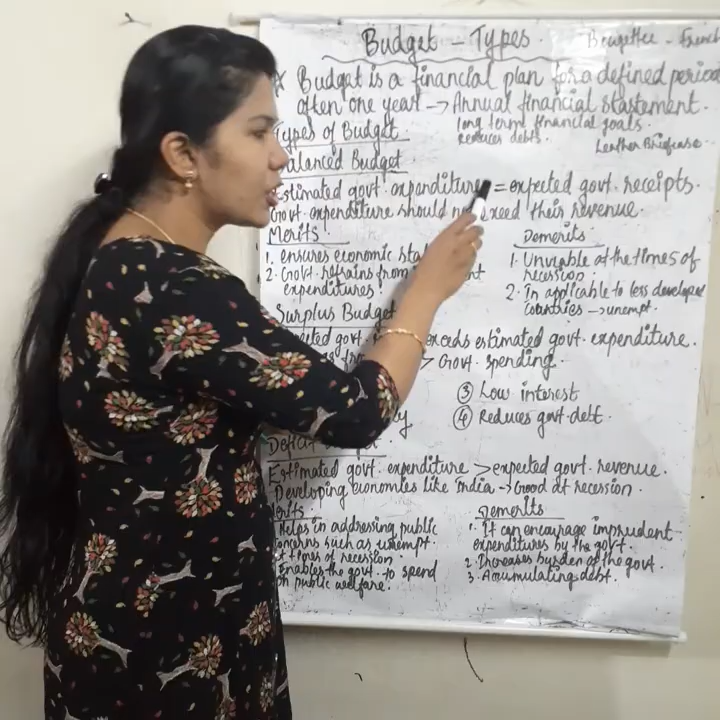 Budget - Types. Bougettee - French
* Budget is a financial plan for a defined period
often one year → Annual financial statement.
Types of Budget long term financial goals.
reduces debts. Leather Briefcase.
Balanced Budget
Estimated govt. expenditure = expected govt. receipts.
Govt. expenditure should not exceed their revenue.
Merits
1. ensures economic
2. Govt. refrains from
expenditures.
Demerits
1. Unviable at the times of
recession.
2. In applicable to less developed
countries → unempt.
Surplus Budget
govt. exceeds estimated govt. expenditure.
> Govt. spending.
③ Low interest
④ Reduces govt. debt.
Deficit
Estimated govt. expenditure > expected govt. revenue.
Developing economies like India → Good at recession.
Merits
Helps in addressing public
concerns such as unempt.
at times of recession
Enables the govt. to spend
on public welfare.
Demerits
1. It can encourage imprudent
expenditures by the govt.
2. Increases burden of the govt.
3. Accumulating debt.